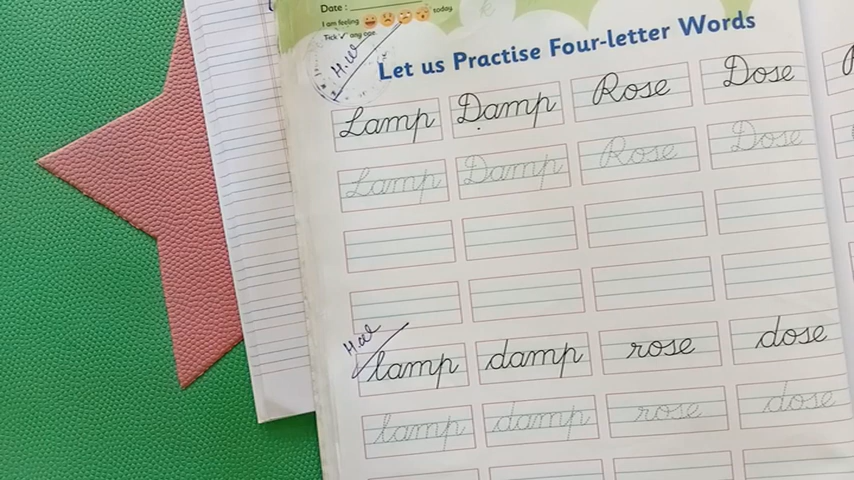 Date :
I am feeling today.
Tick ✓ any one.
H.W
Let us Practise Four-letter Words
Lamp Damp Rose Dose
Lamp Damp Rose Dose
H.W
lamp damp rose dose
lamp damp rose dose